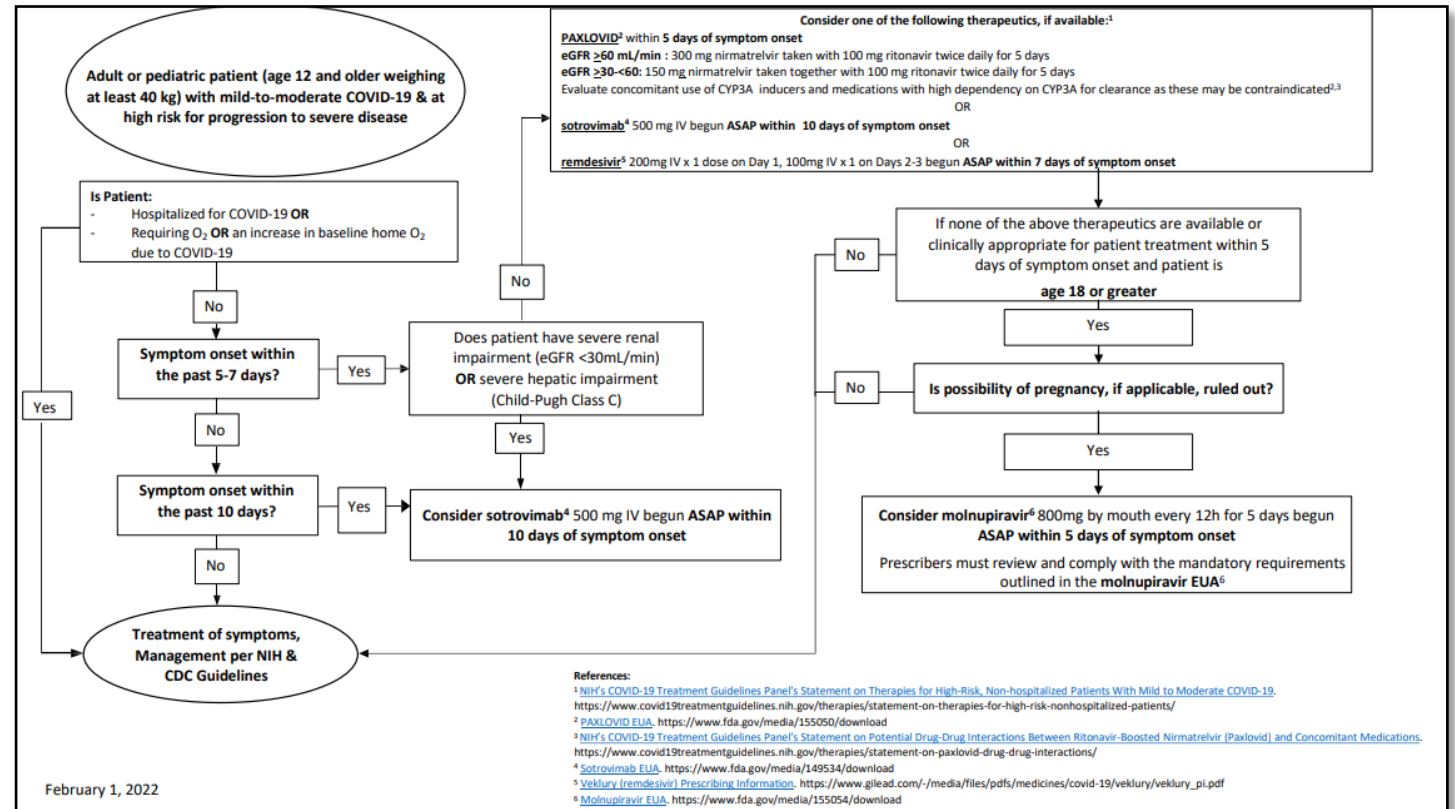 Adult or pediatric patient (age 12 and older weighing
at least 40 kg) with mild-to-moderate COVID-19 & at
high risk for progression to severe disease
Is Patient:
- Hospitalized for COVID-19 OR
- Requiring O₂ OR an increase in baseline home O₂
due to COVID-19
Yes
No
Symptom onset within
the past 5-7 days?
Yes
No
Symptom onset within
the past 10 days?
Yes
No
Treatment of symptoms,
Management per NIH &
CDC Guidelines
No
Does patient have severe renal
impairment (eGFR <30mL/min)
OR severe hepatic impairment
(Child-Pugh Class C)
Yes
Consider sotrovimab⁴ 500 mg IV begun ASAP within
10 days of symptom onset
Consider one of the following therapeutics, if available:¹
PAXLOVID² within 5 days of symptom onset
eGFR ≥60 mL/min : 300 mg nirmatrelvir taken with 100 mg ritonavir twice daily for 5 days
eGFR ≥30-<60: 150 mg nirmatrelvir taken together with 100 mg ritonavir twice daily for 5 days
Evaluate concomitant use of CYP3A inducers and medications with high dependency on CYP3A for clearance as these may be contraindicated²,³
OR
sotrovimab⁴ 500 mg IV begun ASAP within 10 days of symptom onset
OR
remdesivir⁵ 200mg IV x 1 dose on Day 1, 100mg IV x 1 on Days 2-3 begun ASAP within 7 days of symptom onset
If none of the above therapeutics are available or
clinically appropriate for patient treatment within 5
days of symptom onset and patient is
age 18 or greater
No
Yes
Is possibility of pregnancy, if applicable, ruled out?
No
Yes
Consider molnupiravir⁶ 800mg by mouth every 12h for 5 days begun
ASAP within 5 days of symptom onset
Prescribers must review and comply with the mandatory requirements
outlined in the molnupiravir EUA⁶
References:
¹ NIH's COVID-19 Treatment Guidelines Panel's Statement on Therapies for High-Risk, Non-hospitalized Patients With Mild to Moderate COVID-19.
https://www.covid19treatmentguidelines.nih.gov/therapies/statement-on-therapies-for-high-risk-nonhospitalized-patients/
² PAXLOVID EUA. https://www.fda.gov/media/155050/download
³ NIH's COVID-19 Treatment Guidelines Panel's Statement on Potential Drug-Drug Interactions Between Ritonavir-Boosted Nirmatrelvir (Paxlovid) and Concomitant Medications.
https://www.covid19treatmentguidelines.nih.gov/therapies/statement-on-paxlovid-drug-drug-interactions/
⁴ Sotrovimab EUA. https://www.fda.gov/media/149534/download
⁵ Veklury (remdesivir) Prescribing Information. https://www.gilead.com/-/media/files/pdfs/medicines/covid-19/veklury/veklury_pi.pdf
⁶ Molnupiravir EUA. https://www.fda.gov/media/155054/download
February 1, 2022